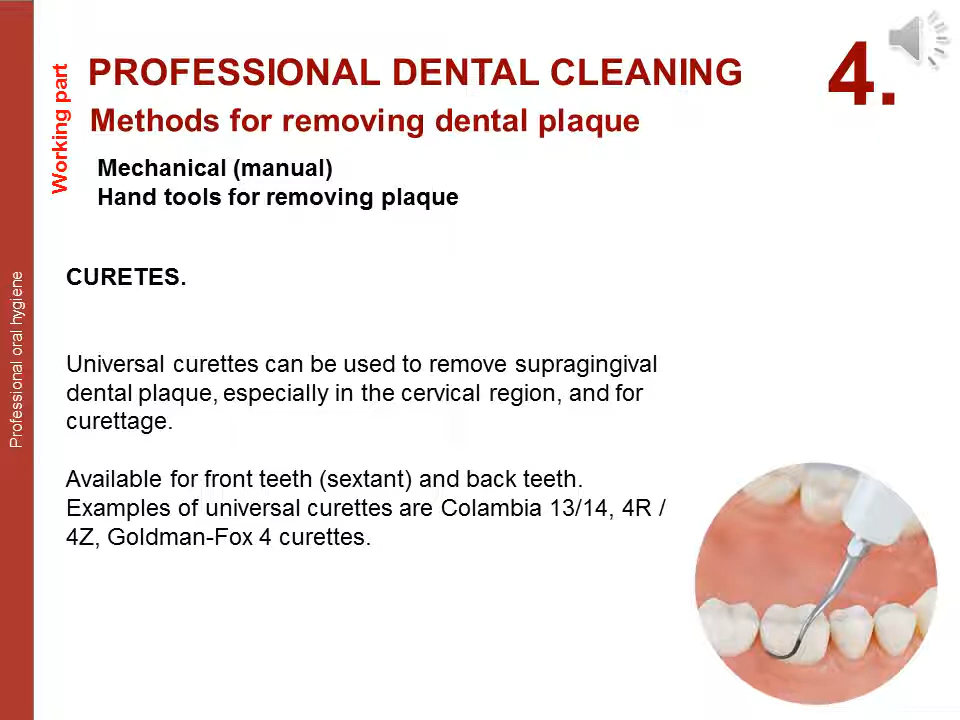 PROFESSIONAL DENTAL CLEANING
4.
Methods for removing dental plaque
Working part
Mechanical (manual)
Hand tools for removing plaque
CURETES.
Professional oral hygiene
Universal curettes can be used to remove supragingival
dental plaque, especially in the cervical region, and for
curettage.
Available for front teeth (sextant) and back teeth.
Examples of universal curettes are Colambia 13/14, 4R /
4Z, Goldman-Fox 4 curettes.